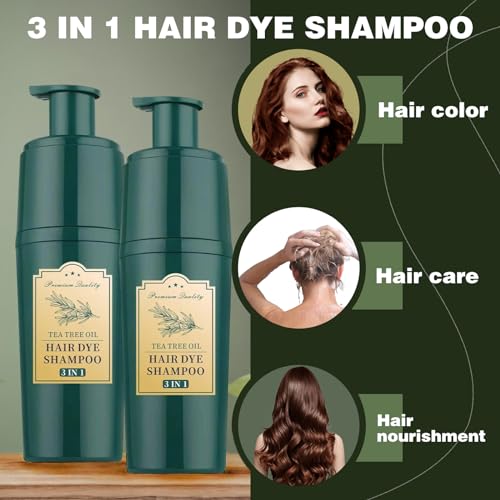 3 IN 1 HAIR DYE SHAMPOO
Hair color
Hair care
Hair
nourishment
Premium Quality
TEA TREE OIL
HAIR DYE
SHAMPOO
3 IN 1
Premium Quality
TEA TREE OIL
HAIR DYE
SHAMPOO
3 IN 1